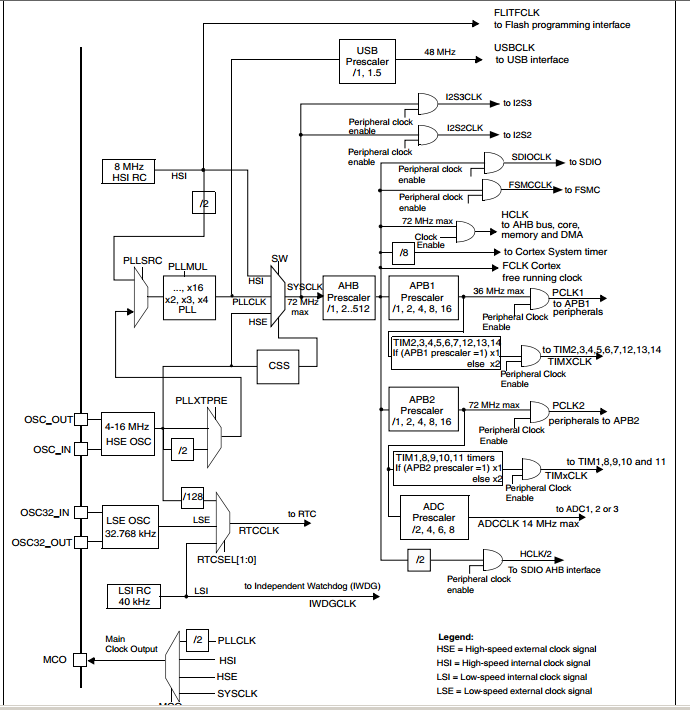 FLITFCLK
to Flash programming interface
USB
Prescaler
/1, 1.5
48 MHz
USBCLK
to USB interface
I2S3CLK
to I2S3
Peripheral clock
enable
I2S2CLK
to I2S2
Peripheral clock
enable
SDIOCLK
to SDIO
Peripheral clock
enable
8 MHz
HSI RC
HSI
FSMCCLK
to FSMC
Peripheral clock
enable
/2
72 MHz max
Clock
Enable
HCLK
to AHB bus, core,
memory and DMA
/8
to Cortex System timer
FCLK Cortex
free running clock
PLLSRC
PLLMUL
..., x16
x2, x3, x4
PLL
SW
HSI
PLLCLK
HSE
SYSCLK
72 MHz
max
AHB
Prescaler
/1, 2..512
APB1
Prescaler
/1, 2, 4, 8, 16
36 MHz max
PCLK1
to APB1
peripherals
Peripheral Clock
Enable
TIM2,3,4,5,6,7,12,13,14
If (APB1 prescaler =1) x1
else x2
to TIM2,3,4,5,6,7,12,13,14
TIMXCLK
Peripheral Clock
Enable
CSS
PLLXTPRE
OSC_OUT
OSC_IN
4-16 MHz
HSE OSC
/2
APB2
Prescaler
/1, 2, 4, 8, 16
72 MHz max
PCLK2
peripherals to APB2
Peripheral Clock
Enable
TIM1,8,9,10,11 timers
If (APB2 prescaler =1) x1
else x2
to TIM1,8,9,10 and 11
TIMxCLK
Peripheral Clock
Enable
/128
OSC32_IN
OSC32_OUT
LSE OSC
32.768 kHz
LSE
to RTC
RTCCLK
RTCSEL[1:0]
ADC
Prescaler
/2, 4, 6, 8
to ADC1, 2 or 3
ADCCLK 14 MHz max
/2
HCLK/2
To SDIO AHB interface
Peripheral clock
enable
LSI RC
40 kHz
LSI
to Independent Watchdog (IWDG)
IWDGCLK
Main
Clock Output
MCO
/2
PLLCLK
HSI
HSE
SYSCLK
MCO
Legend:
HSE = High-speed external clock signal
HSI = High-speed internal clock signal
LSI = Low-speed internal clock signal
LSE = Low-speed external clock signal